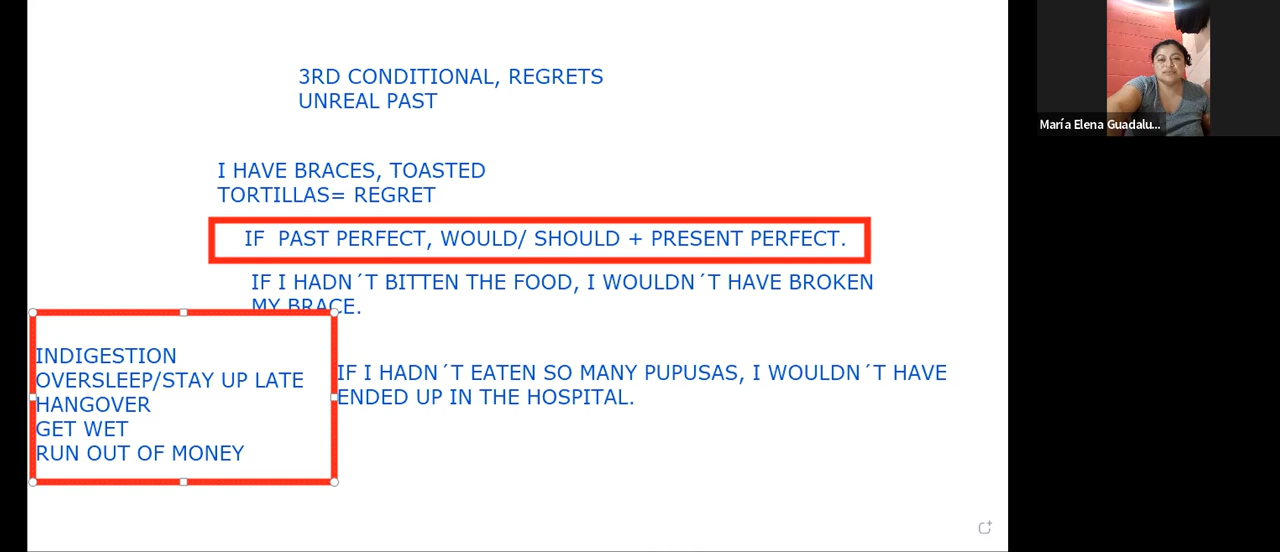 3RD CONDITIONAL, REGRETS
UNREAL PAST
I HAVE BRACES, TOASTED
TORTILLAS= REGRET
IF  PAST PERFECT, WOULD/ SHOULD + PRESENT PERFECT.
IF I HADN´T BITTEN THE FOOD, I WOULDN´T HAVE BROKEN
MY BRACE.
INDIGESTION
OVERSLEEP/STAY UP LATE
HANGOVER
GET WET
RUN OUT OF MONEY
IF I HADN´T EATEN SO MANY PUPUSAS, I WOULDN´T HAVE
ENDED UP IN THE HOSPITAL.
María Elena Guadalu...